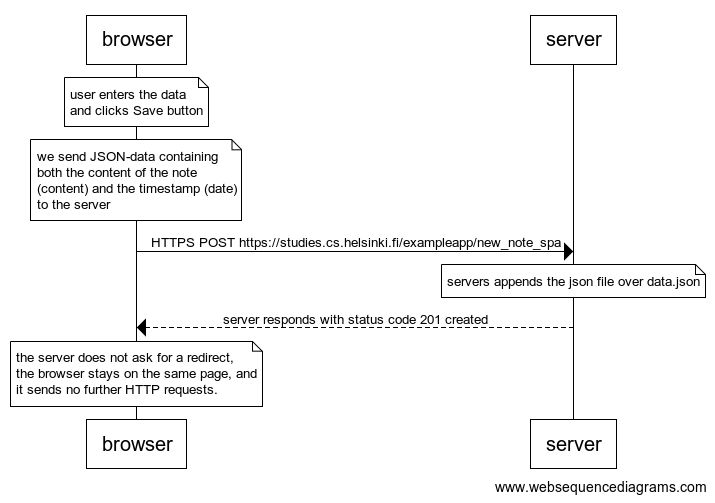 browser
server
user enters the data
and clicks Save button
we send JSON-data containing
both the content of the note
(content) and the timestamp (date)
to the server
HTTPS POST https://studies.cs.helsinki.fi/exampleapp/new_note_spa
servers appends the json file over data.json
server responds with status code 201 created
the server does not ask for a redirect,
the browser stays on the same page, and
it sends no further HTTP requests.
browser
server
www.websequencediagrams.com